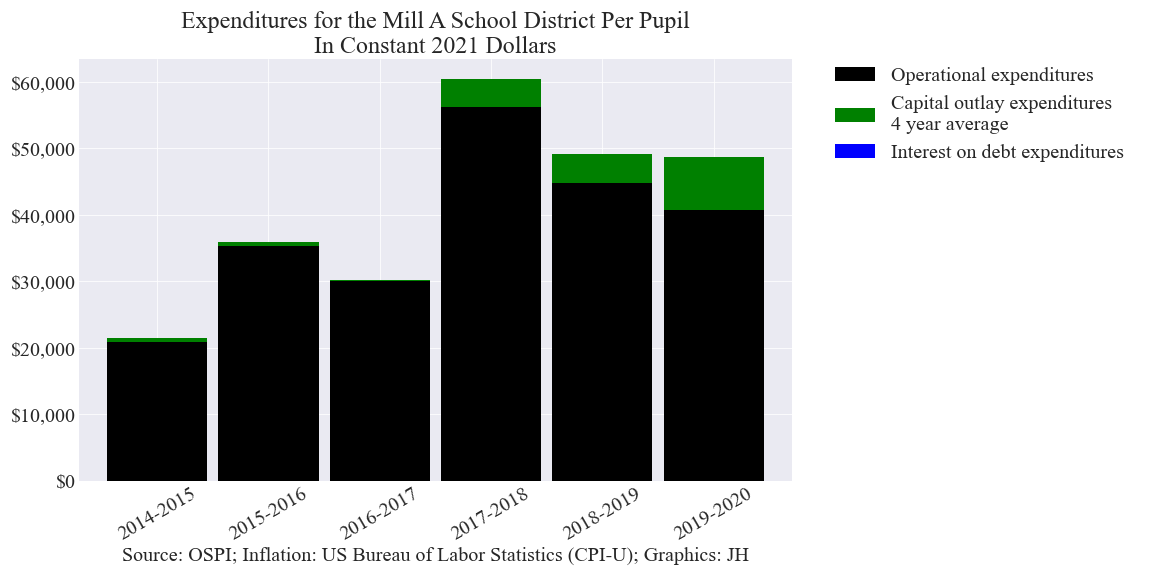 Expenditures for the Mill A School District Per Pupil
In Constant 2021 Dollars
$60,000
$50,000
$40,000
$30,000
$20,000
$10,000
$0
2014-2015
2015-2016
2016-2017
2017-2018
2018-2019
2019-2020
Source: OSPI; Inflation: US Bureau of Labor Statistics (CPI-U); Graphics: JH
Operational expenditures
Capital outlay expenditures
4 year average
Interest on debt expenditures